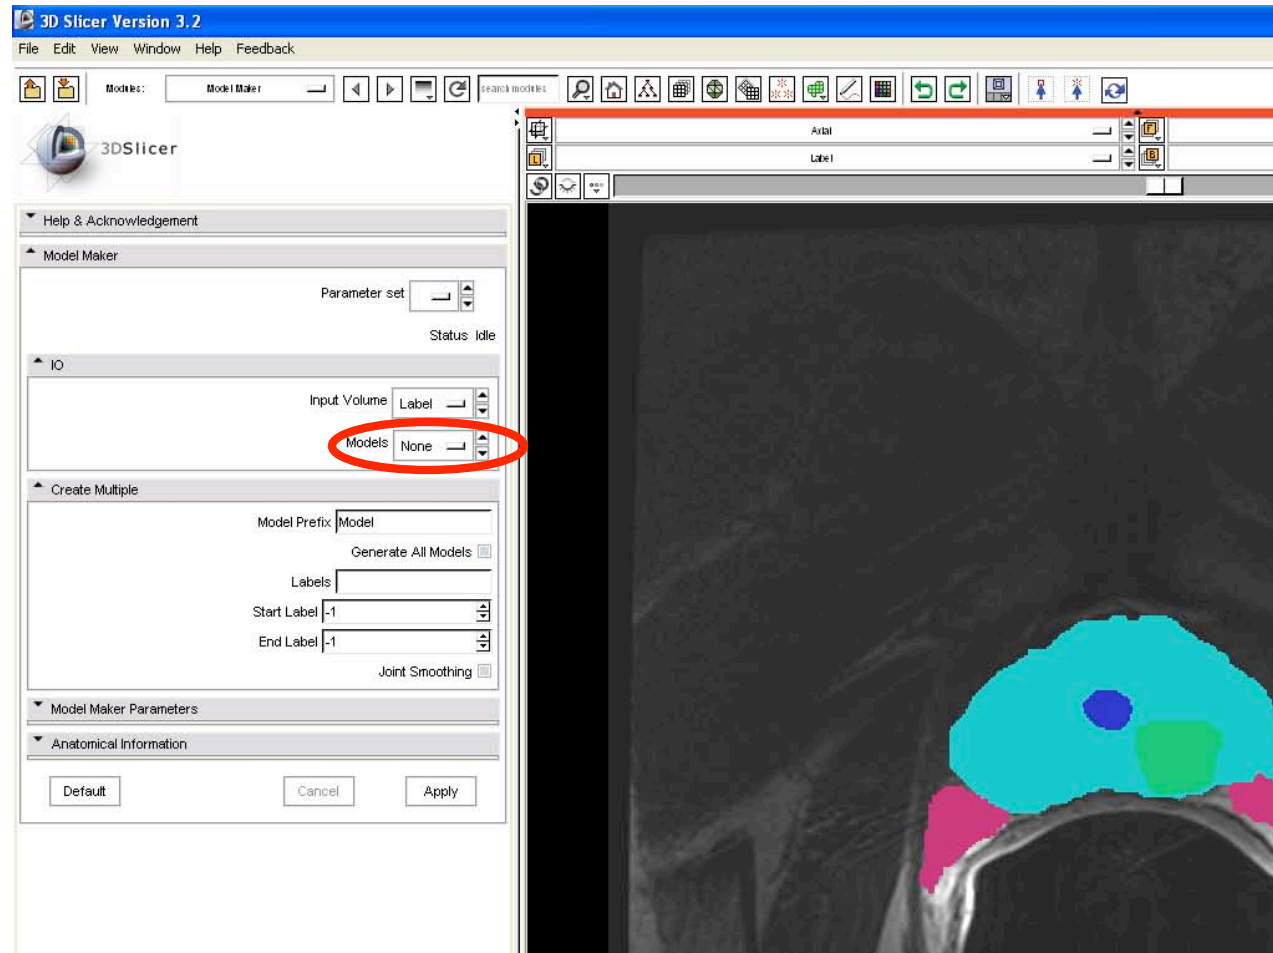 3D Slicer Version 3.2
File Edit View Window Help Feedback
Modules: Model Maker search modules
3DSlicer
Axial
Label
F
L
B
Help & Acknowledgement
Model Maker
Parameter set
Status Idle
IO
Input Volume Label
Models None
Create Multiple
Model Prefix Model
Generate All Models
Labels
Start Label -1
End Label -1
Joint Smoothing
Model Maker Parameters
Anatomical Information
Default Cancel Apply